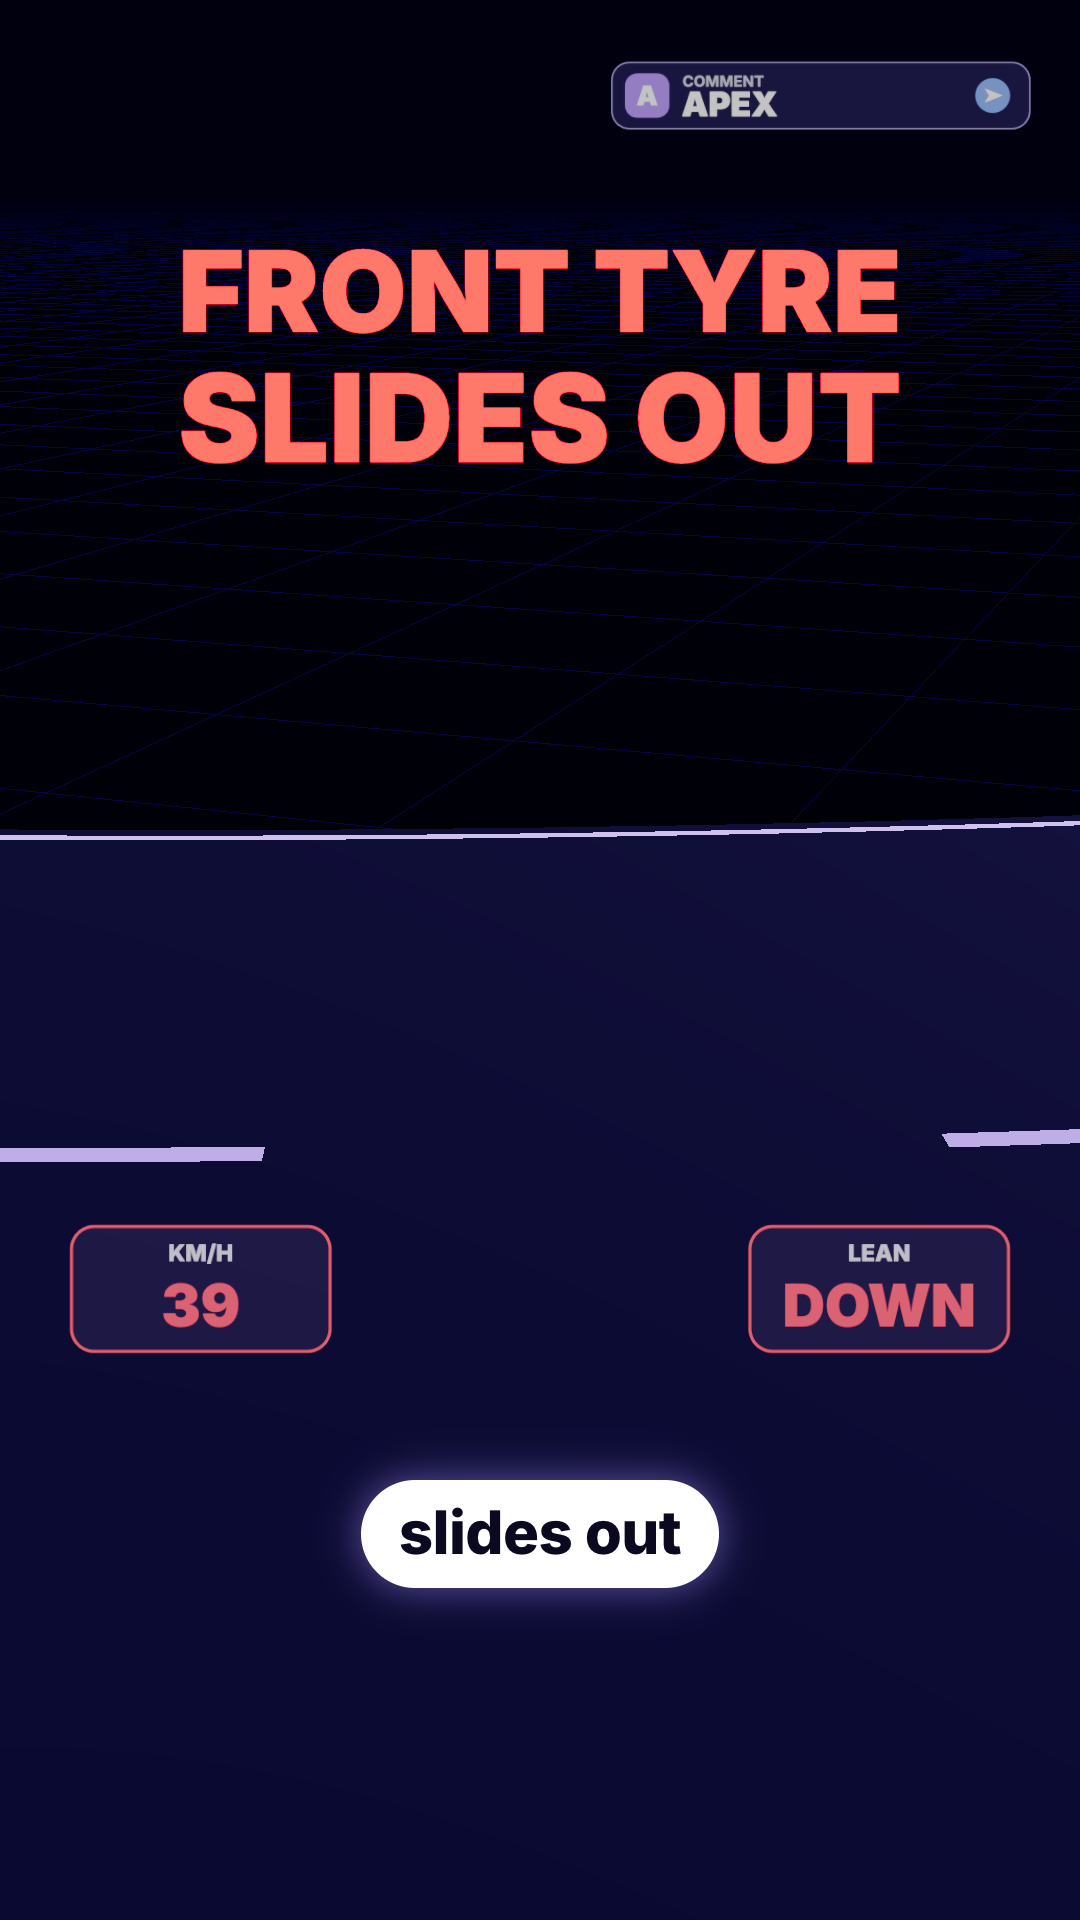 A
COMMENT
APEX
FRONT TYRE
SLIDES OUT
KM/H
39
LEAN
DOWN
slides out